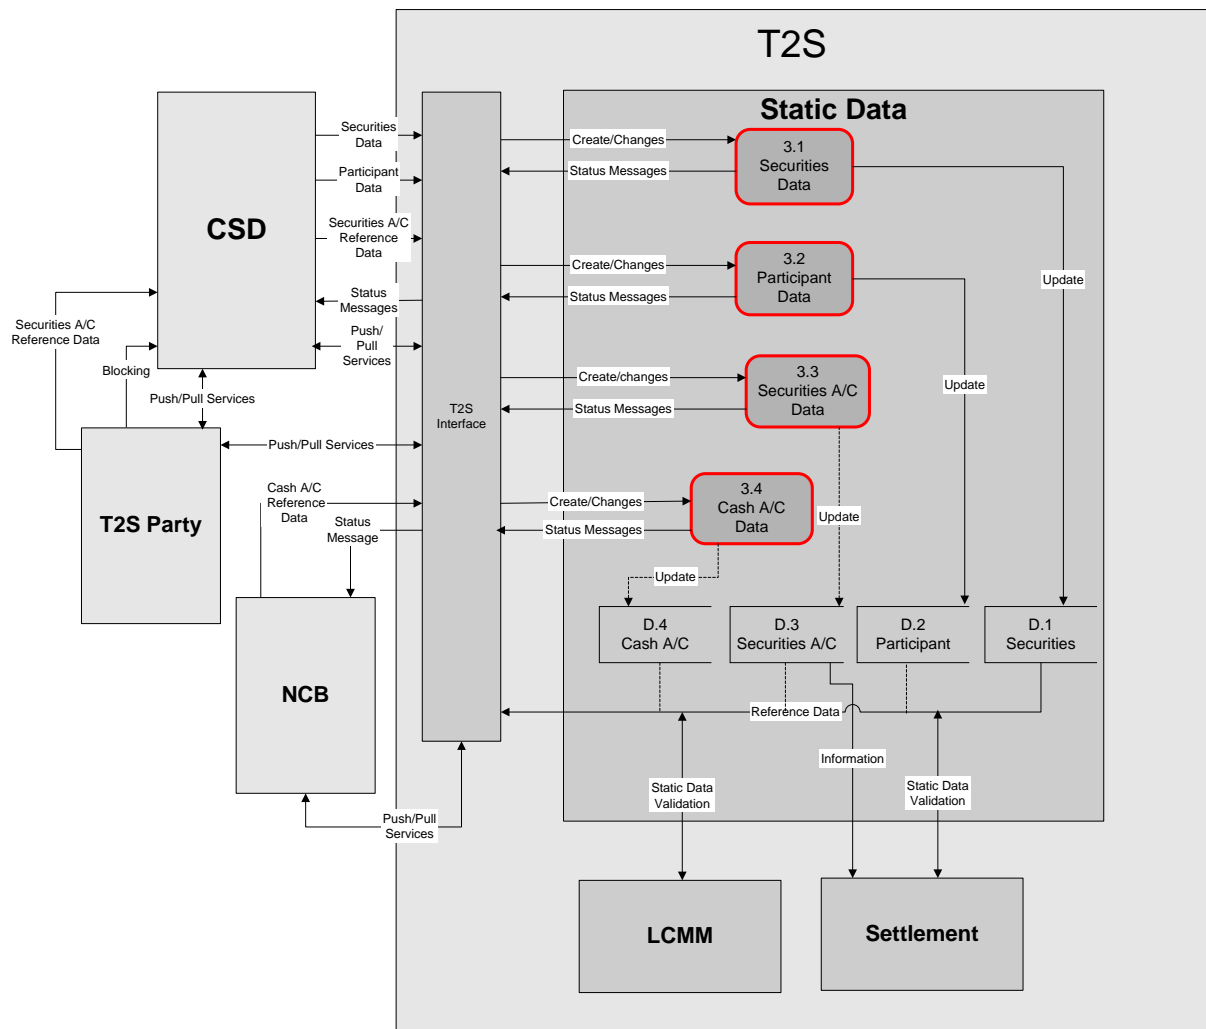 T2S
Static Data
CSD
Securities
Data
Participant
Data
Securities A/C
Reference
Data
Status
Messages
Push/
Pull
Services
Securities A/C
Reference Data
Blocking
Push/Pull Services
T2S Party
Push/Pull Services
Cash A/C
Reference
Data
Status
Message
NCB
Push/Pull
Services
T2S
Interface
Create/Changes
Status Messages
3.1
Securities
Data
Create/Changes
Status Messages
3.2
Participant
Data
Update
Create/changes
Status Messages
3.3
Securities A/C
Data
Update
Create/Changes
Status Messages
3.4
Cash A/C
Data
Update
Update
D.4
Cash A/C
D.3
Securities A/C
D.2
Participant
D.1
Securities
Reference Data
Information
Static Data
Validation
Static Data
Validation
LCMM
Settlement